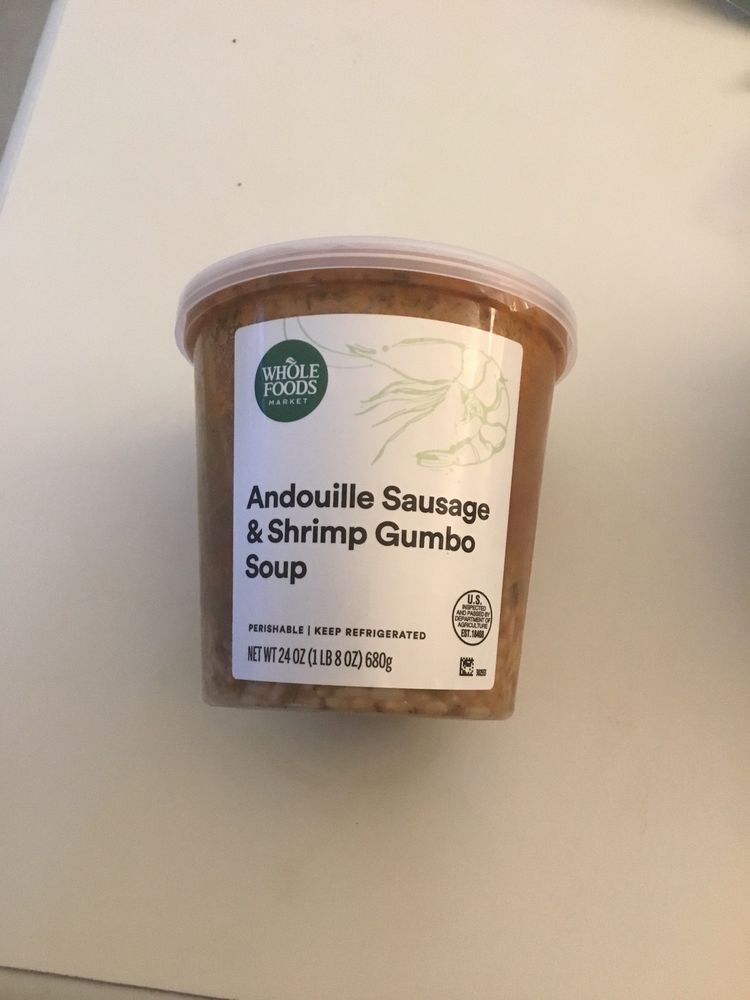 WHOLE
FOODS
MARKET
Andouille Sausage
& Shrimp Gumbo
Soup
PERISHABLE | KEEP REFRIGERATED
NET WT 24 OZ (1 LB 8 OZ) 680g
U.S.
INSPECTED
AND PASSED BY
DEPARTMENT OF
AGRICULTURE